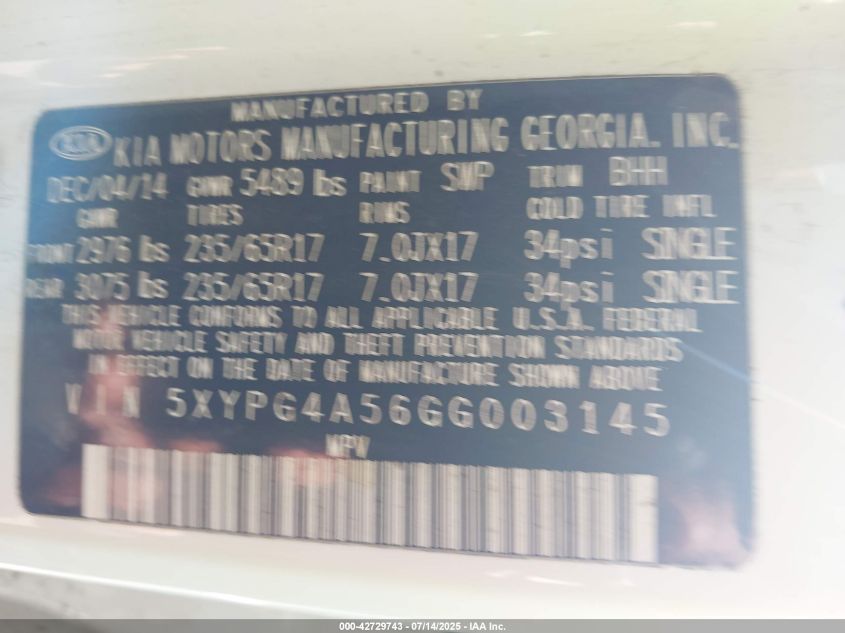 MANUFACTURED BY
KIA KIA MOTORS MANUFACTURING GEORGIA. INC.
DEC/04/14 GVWR 5489 lbs PAINT SWP TRIM BHH
GAWR TIRES RIMS COLD TIRE INFL
FRONT 2976 lbs 235/65R17 7.0JX17 34psi SINGLE
REAR 3075 lbs 235/65R17 7.0JX17 34psi SINGLE
THIS VEHICLE CONFORMS TO ALL APPLICABLE U.S.A. FEDERAL
MOTOR VEHICLE SAFETY AND THEFT PREVENTION STANDARDS
IN EFFECT ON THE DATE OF MANUFACTURE SHOWN ABOVE
VIN 5XYPG4A56GG003145
MPV
000-42729743 - 07/14/2025 - IAA Inc.